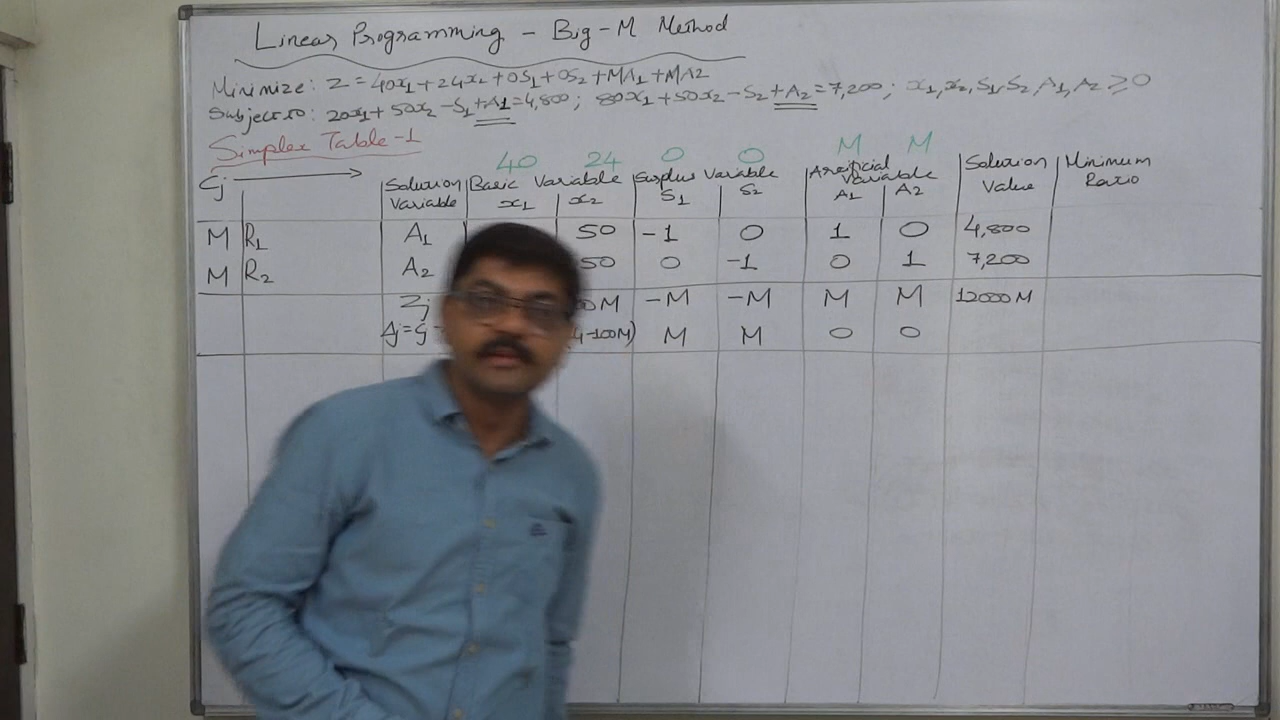 Linear Programming - Big-M Method
Minimize: Z = 40x1 + 24x2 + 0S1 + 0S2 + MA1 + MA2
Subject to: 20x1 + 50x2 - S1 + A1 = 4,800; 80x1 + 50x2 - S2 + A2 = 7,200; x1, x2, S1, S2, A1, A2 ≥ 0
Simplex Table-1
40 24 0 0 M M
Cj → Solution Variable Basic Variable x1 x2 Surplus Variable S1 S2 Artificial Variable A1 A2 Solution Value Minimum Ratio
M R1 A1 50 -1 0 1 0 4,800
M R2 A2 50 0 -1 0 1 7,200
Zj 0M -M -M M M 12000M
Δj = Cj - 4-100M) M M 0 0